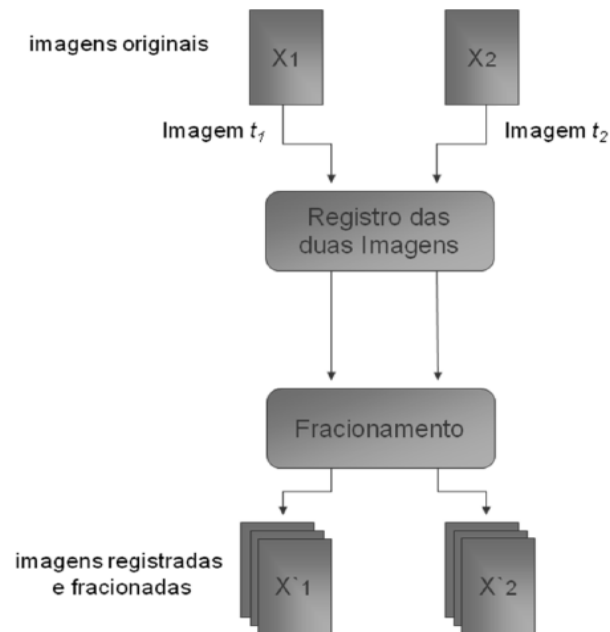 imagens originais
X1
X2
Imagem t1
Imagem t2
Registro das
duas Imagens
Fracionamento
imagens registradas
e fracionadas
X`1
X`2